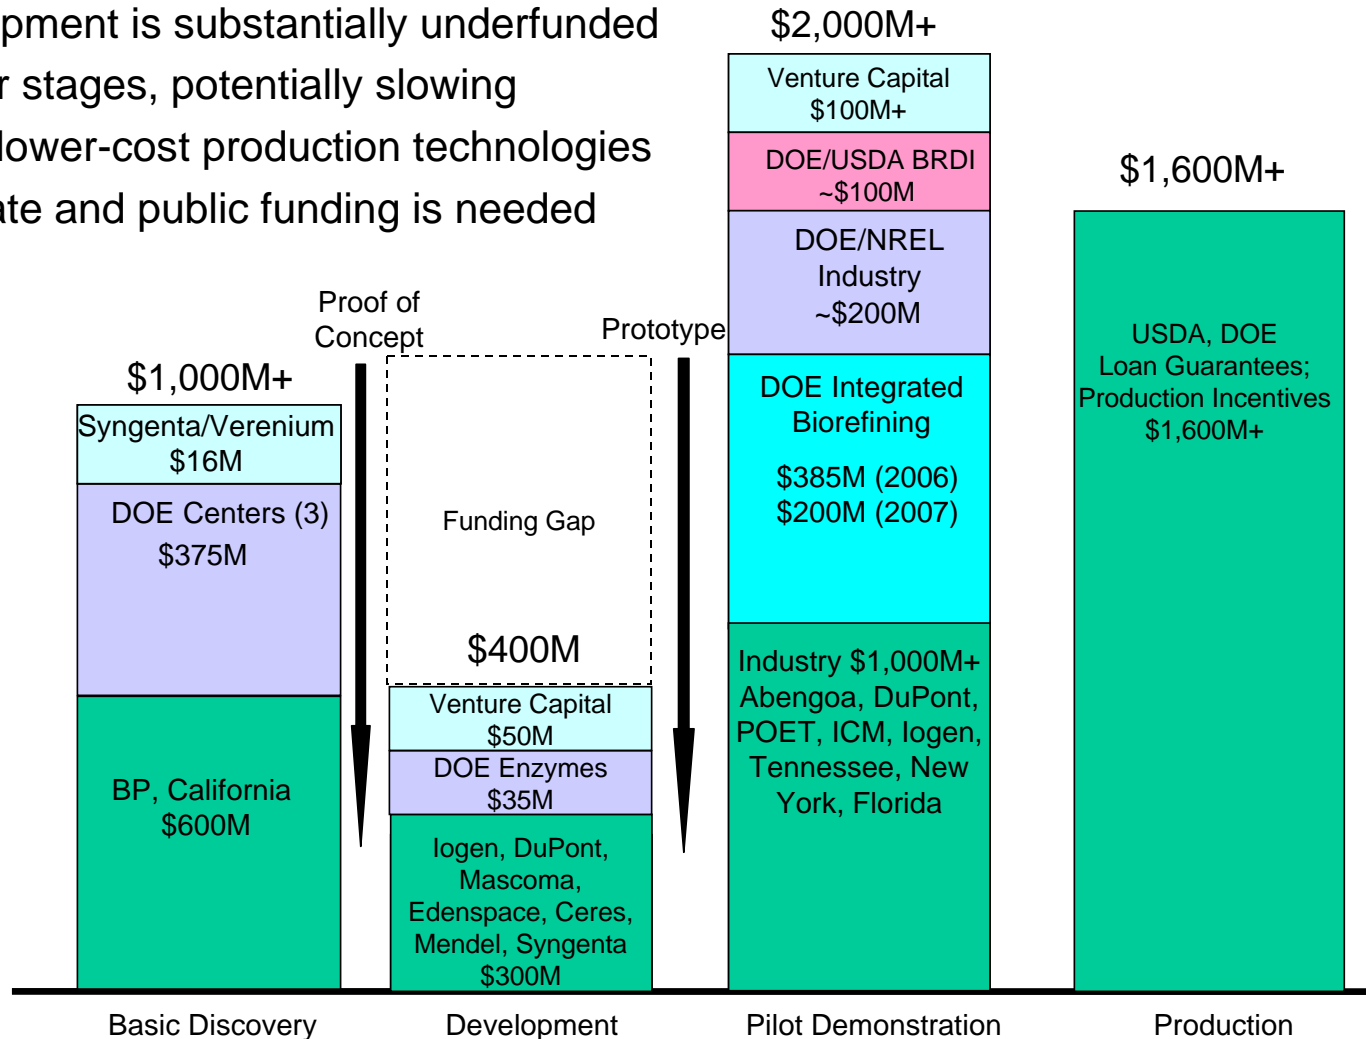 pment is substantially underfunded
r stages, potentially slowing
lower-cost production technologies
ate and public funding is needed
$1,000M+
Syngenta/Verenium
$16M
DOE Centers (3)
$375M
BP, California
$600M
Basic Discovery
Proof of
Concept
Funding Gap
$400M
Venture Capital
$50M
DOE Enzymes
$35M
Iogen, DuPont,
Mascoma,
Edenspace, Ceres,
Mendel, Syngenta
$300M
Development
Prototype
$2,000M+
Venture Capital
$100M+
DOE/USDA BRDI
~$100M
DOE/NREL
Industry
~$200M
DOE Integrated
Biorefining
$385M (2006)
$200M (2007)
Industry $1,000M+
Abengoa, DuPont,
POET, ICM, Iogen,
Tennessee, New
York, Florida
Pilot Demonstration
$1,600M+
USDA, DOE
Loan Guarantees;
Production Incentives
$1,600M+
Production